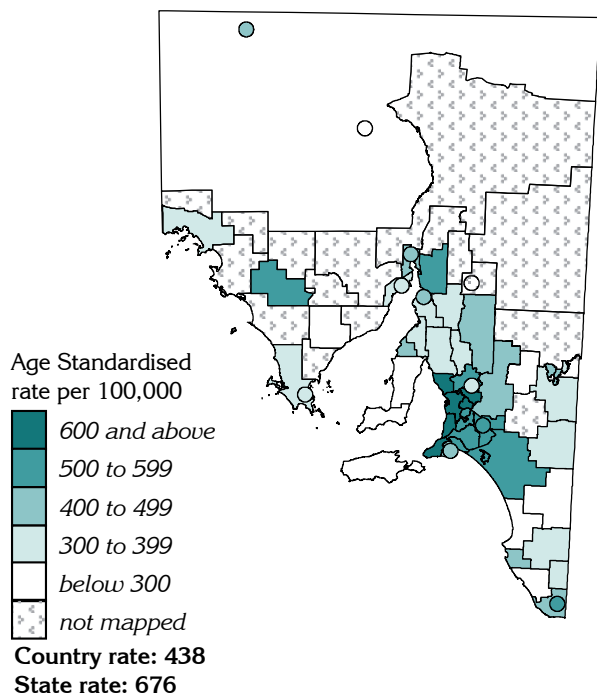 Age Standardised
rate per 100,000
600 and above
500 to 599
400 to 499
300 to 399
below 300
not mapped
Country rate: 438
State rate: 676